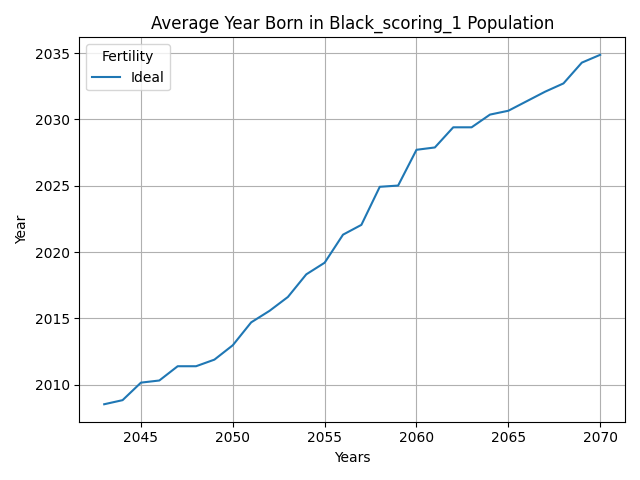 Average Year Born in Black_scoring_1 Population
Fertility
Ideal
2035
2030
2025
2020
2015
2010
Year
2045 2050 2055 2060 2065 2070
Years